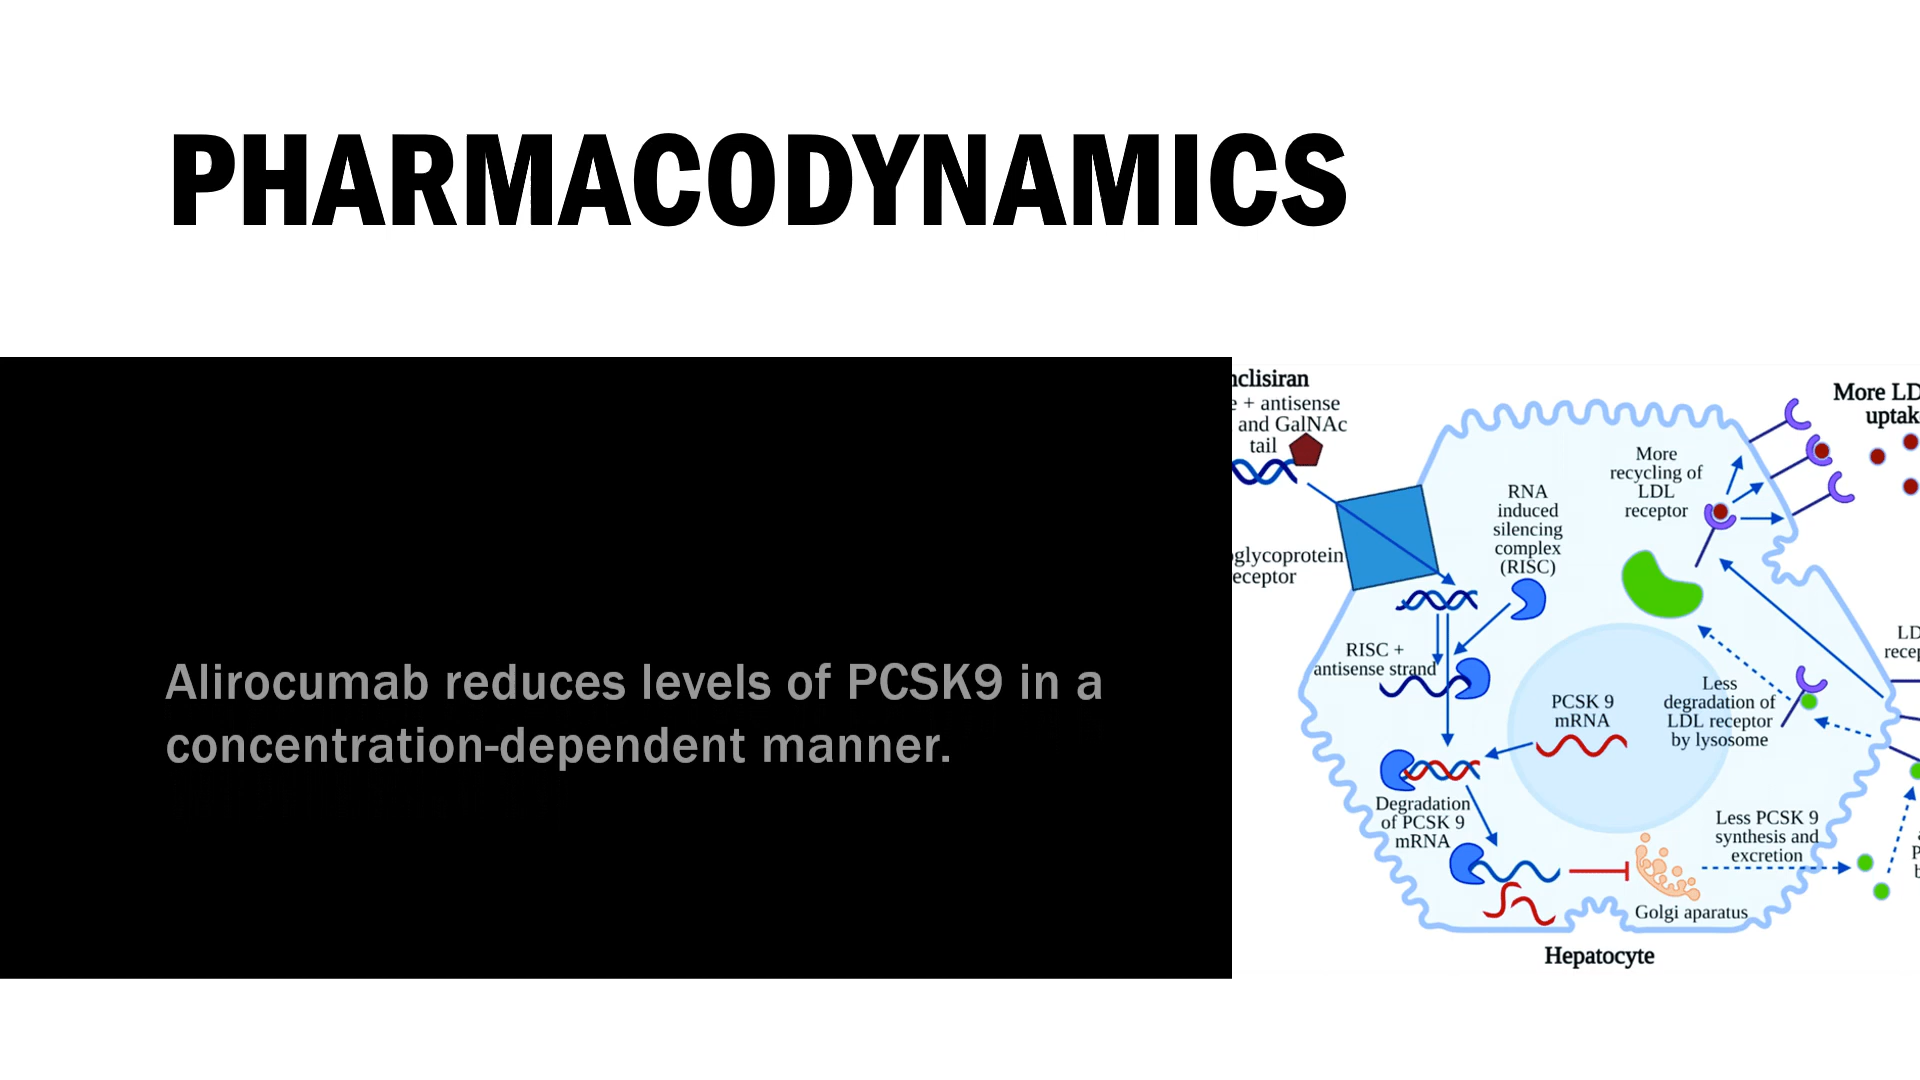 PHARMACODYNAMICS
Alirocumab reduces levels of PCSK9 in a
concentration-dependent manner.
nclisiran
e + antisense
and GalNAc
tail
oglycoprotein
eceptor
RNA
induced
silencing
complex
(RISC)
More
recycling of
LDL
receptor
More LD
uptak
RISC +
antisense strand
PCSK 9
mRNA
Less
degradation of
LDL receptor
by lysosome
LD
recep
Degradation
of PCSK 9
mRNA
Less PCSK 9
synthesis and
excretion
Golgi aparatus
Hepatocyte